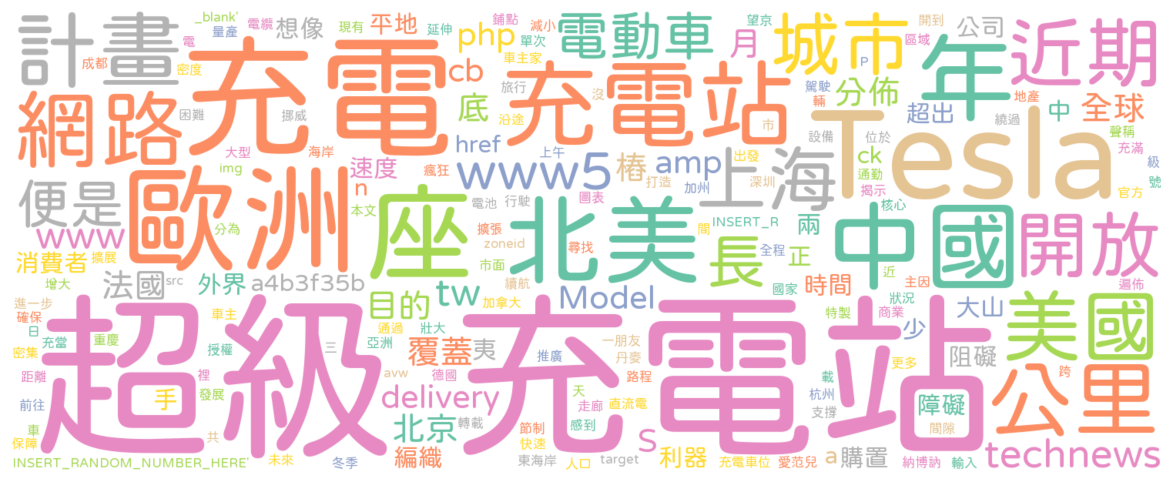 _blank' 電纜 現有 延伸 鋪點 減小 望京 開到 公司
計畫 量產 想像 平地 php 單次 電動車 月 城市 區域 年 近期
成都 電 密度 充電 cb 車主家 充電站 P 駕駛 輛 地產
網路 困難 挪威 底 旅行 沒 分佈 超出 中 全球
大型 海岸 速度 href 沿途 上午 樁 amp 出發 市 設備 Tesla 繞過 聲稱
img 瘋狂 n www5 打造 加州 深圳 上海 位於 ck 通勤 充滿 級
便是 歐洲 本文 電池 行駛 圖表 揭示 官方 號
www 分為 座 擴張 北美 INSERT_R 長 兩 中國 核心 開放
消費者 擴展 市面 zoneid 尋找 間 全程 正 近
增大 法國 src 外界 a4b3f35b 續航 國家 時間 主因 遍佈
進一步 目的 tw 加拿大 Model 狀況 大山 美國
確保 日 充當 重慶 車主 通過 壯大 一朋友 特製 商業 少
超級充電站
密集 授權 三 亞洲 覆蓋 夷 推廣 丹麥 更多 阻礙 跨
距離 裡 avw 德國 路程 載 公里
前往 手 發展 delivery 天 走廊 直流電 杭州 障礙
車 保障 共 北京 轉載 節制 感到 S 支撐 間隙
INSERT_RANDOM_NUMBER_HERE' 未來 冬季 編織 快速 東海岸 人口 target 利器 充電車位 a 愛范兒 購置 納博訥 輸入 technews